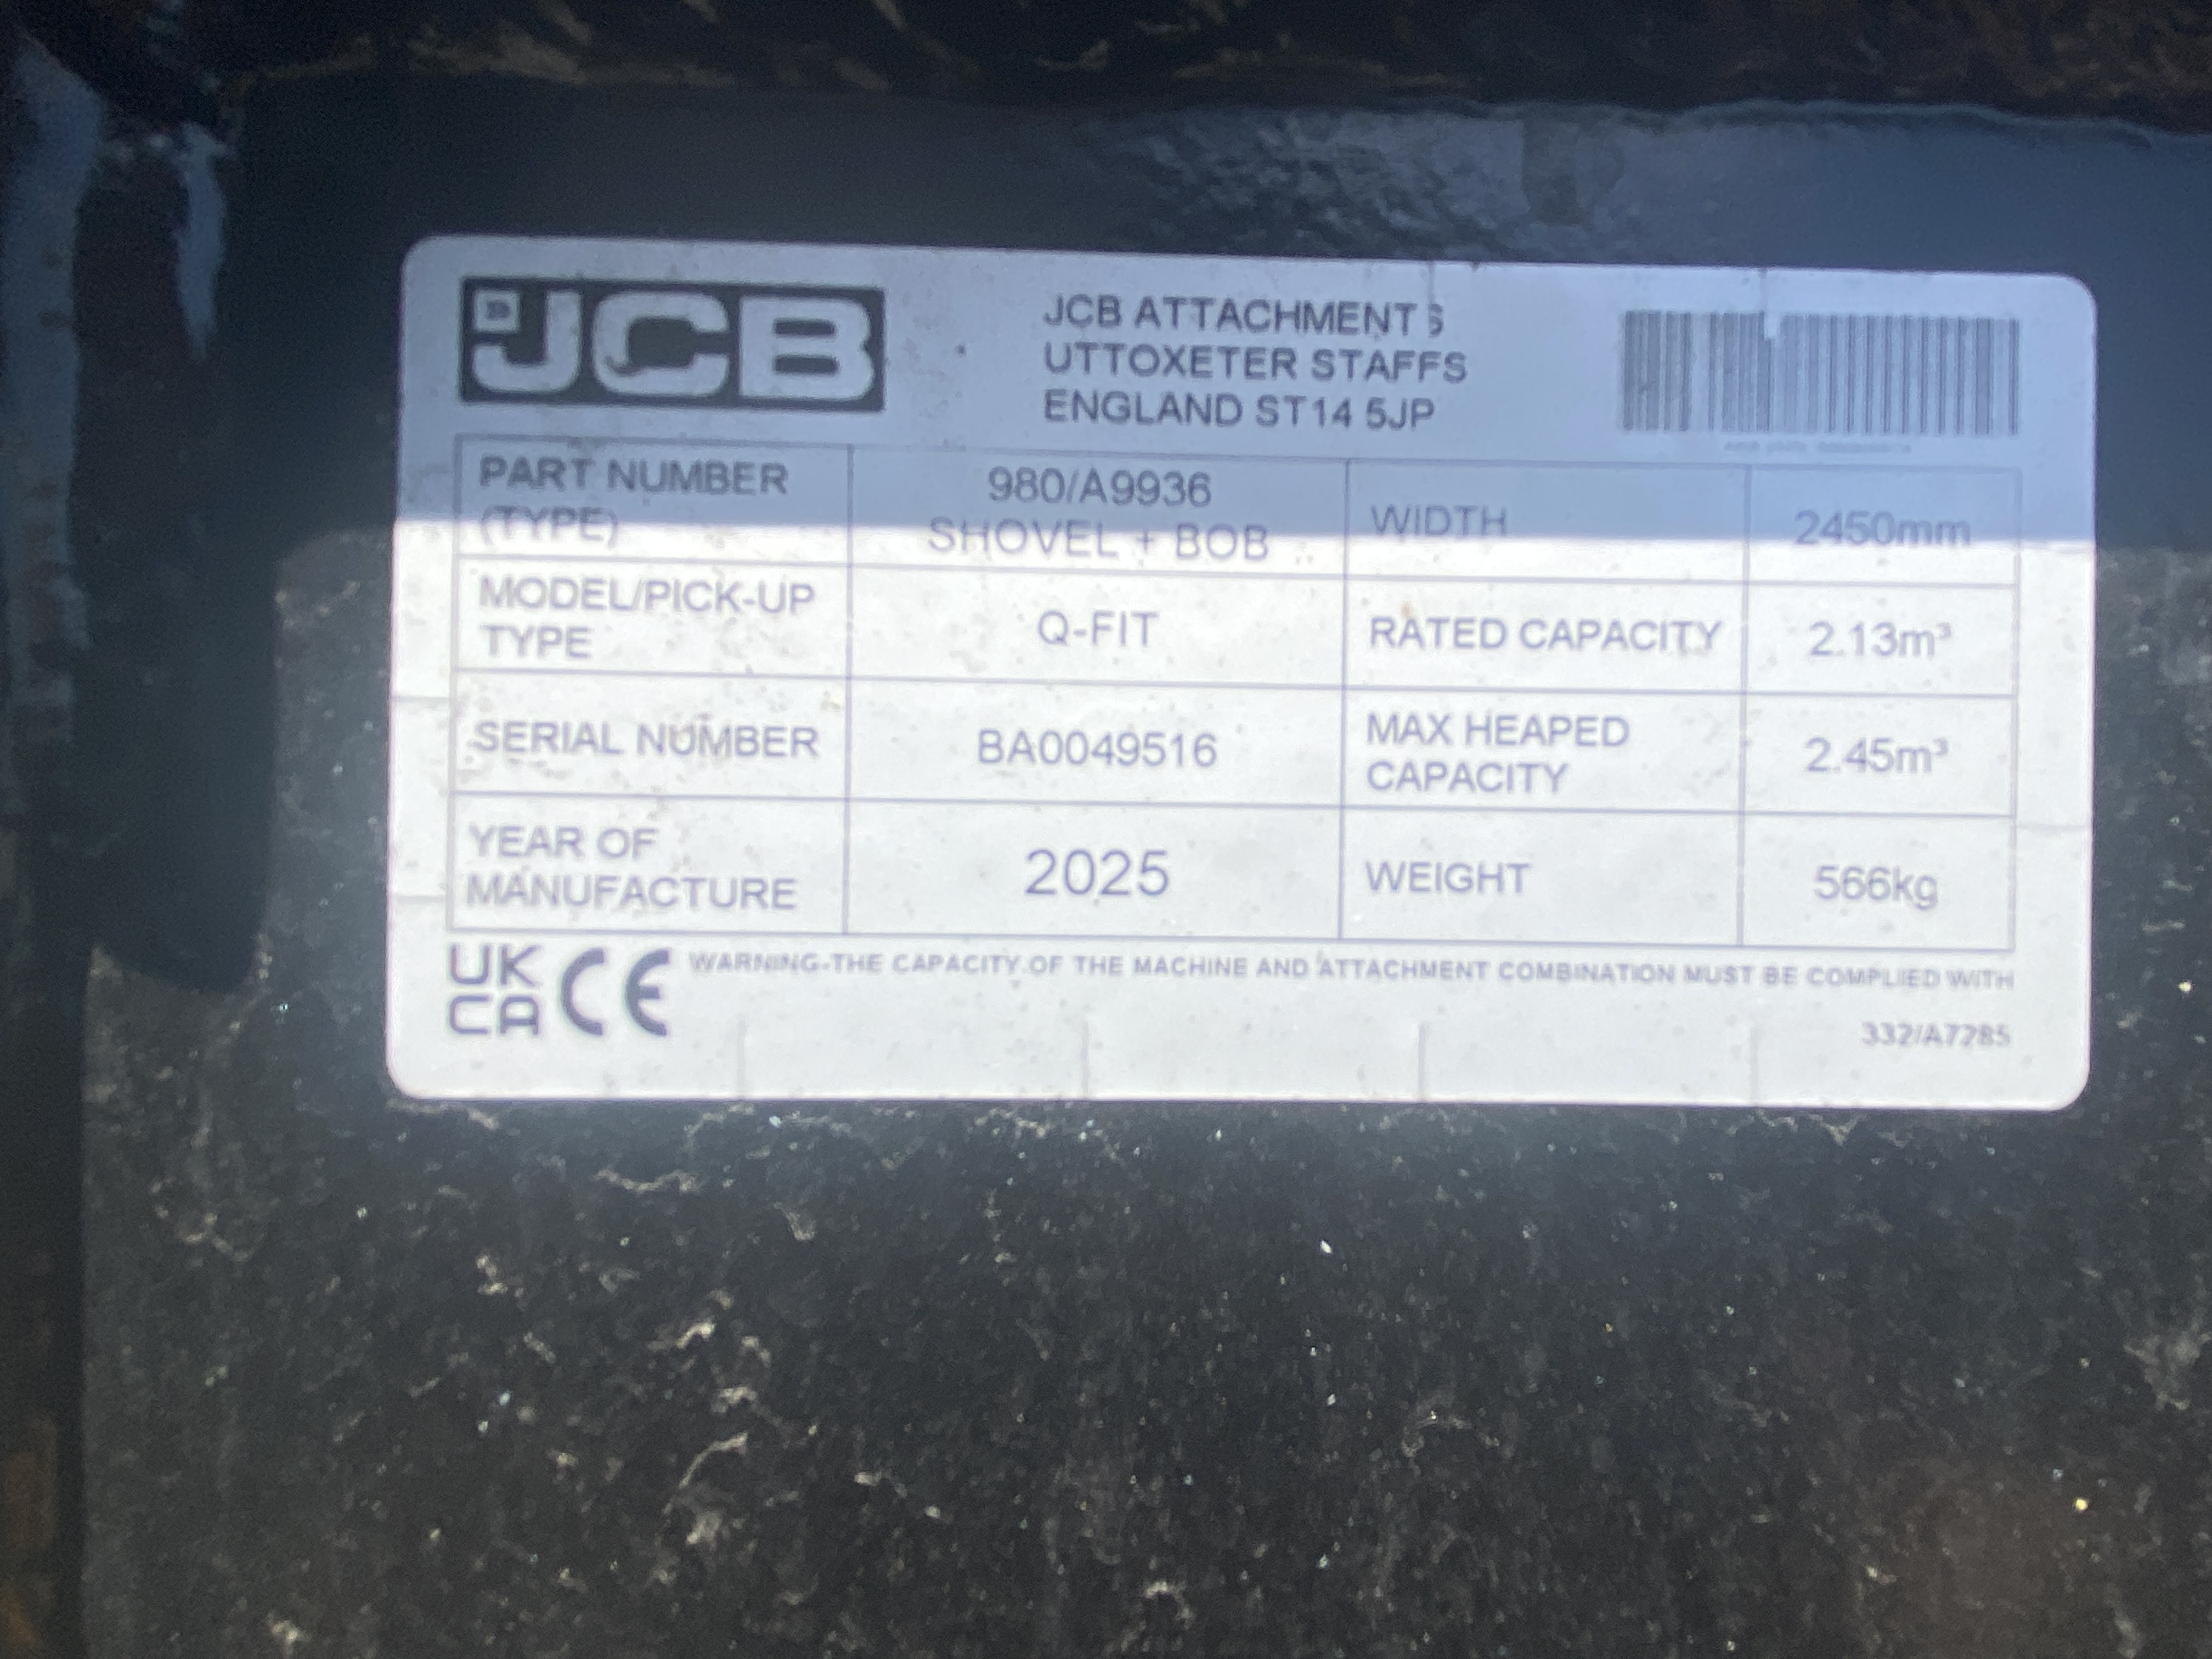 JCB
JCB ATTACHMENTS
UTTOXETER STAFFS
ENGLAND ST14 5JP
PART NUMBER
(TYPE)
980/A9936
SHOVEL + BOB
WIDTH
2450mm
MODEL/PICK-UP
TYPE
Q-FIT
RATED CAPACITY
2.13m³
SERIAL NUMBER
BA0049516
MAX HEAPED
CAPACITY
2.45m³
YEAR OF
MANUFACTURE
2025
WEIGHT
566kg
UK
CA
CE
WARNING-THE CAPACITY OF THE MACHINE AND ATTACHMENT COMBINATION MUST BE COMPLIED WITH
332/A7285